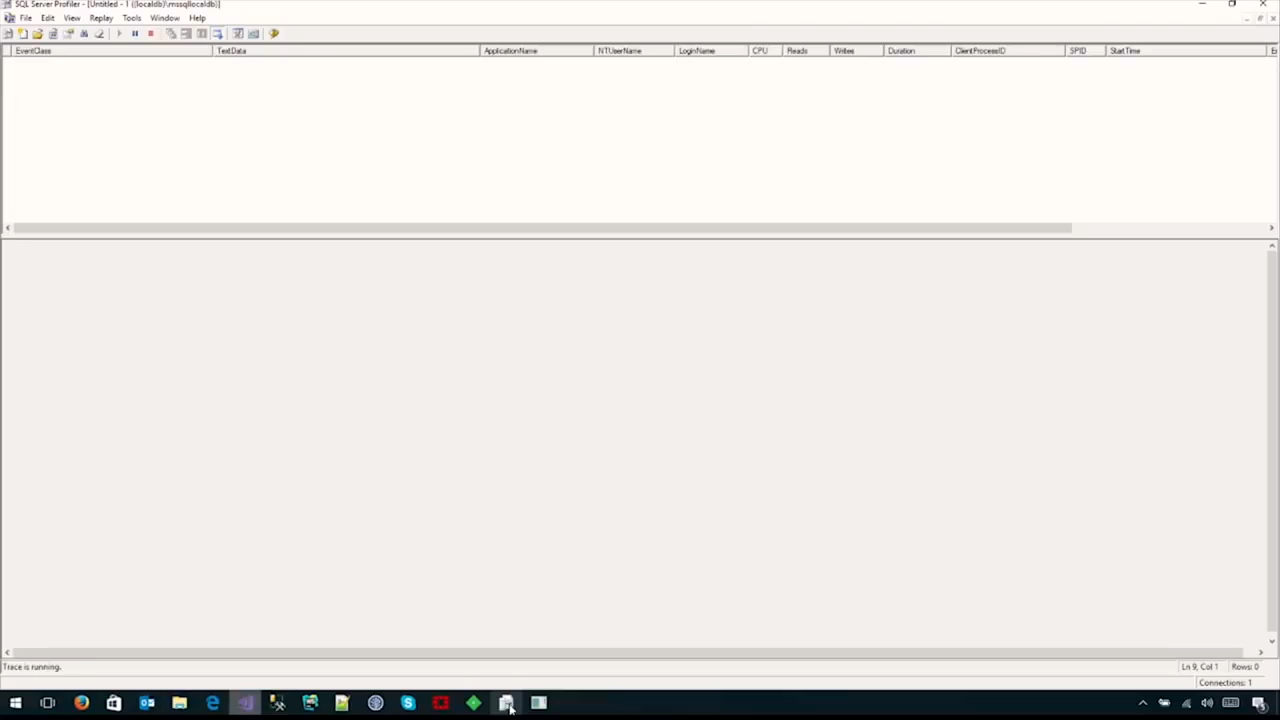 SQL Server Profiler - [Untitled - 1 ((localdb)\mssqllocaldb)]
File Edit View Replay Tools Window Help
EventClass TextData ApplicationName NTUserName LoginName CPU Reads Writes Duration ClientProcessID SPID StartTime
Trace is running. Ln 9, Col 1 Rows: 0
Connections: 1